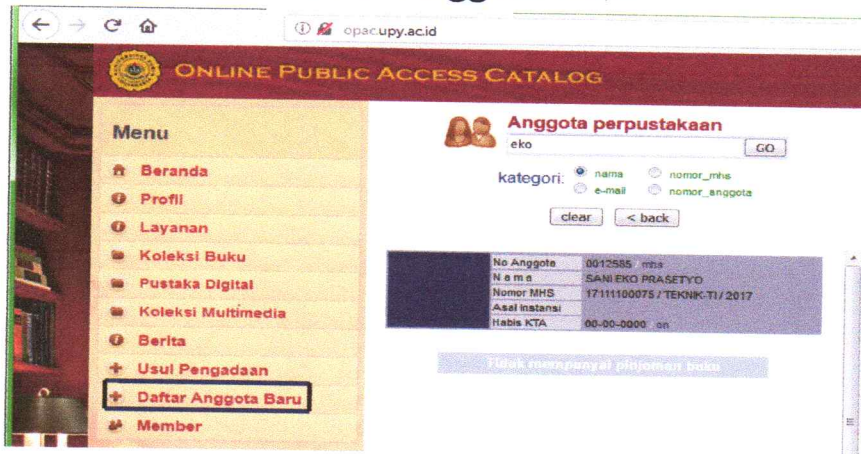 opac.upy.ac.id
ONLINE PUBLIC ACCESS CATALOG
Menu
Beranda
Profil
Layanan
Koleksi Buku
Pustaka Digital
Koleksi Multimedia
Berita
Usul Pengadaan
Daftar Anggota Baru
Member
Anggota perpustakaan
eko
GO
kategori: nama nomor_mhs
e-mail nomor_anggota
clear < back
No Anggota 0012585 / mhs
N a m a SANI EKO PRASETYO
Nomor MHS 17111100075 / TEKNIK-TI / 2017
Asal instansi
Habis KTA 00-00-0000 / on
Tidak mempunyai pinjaman buku